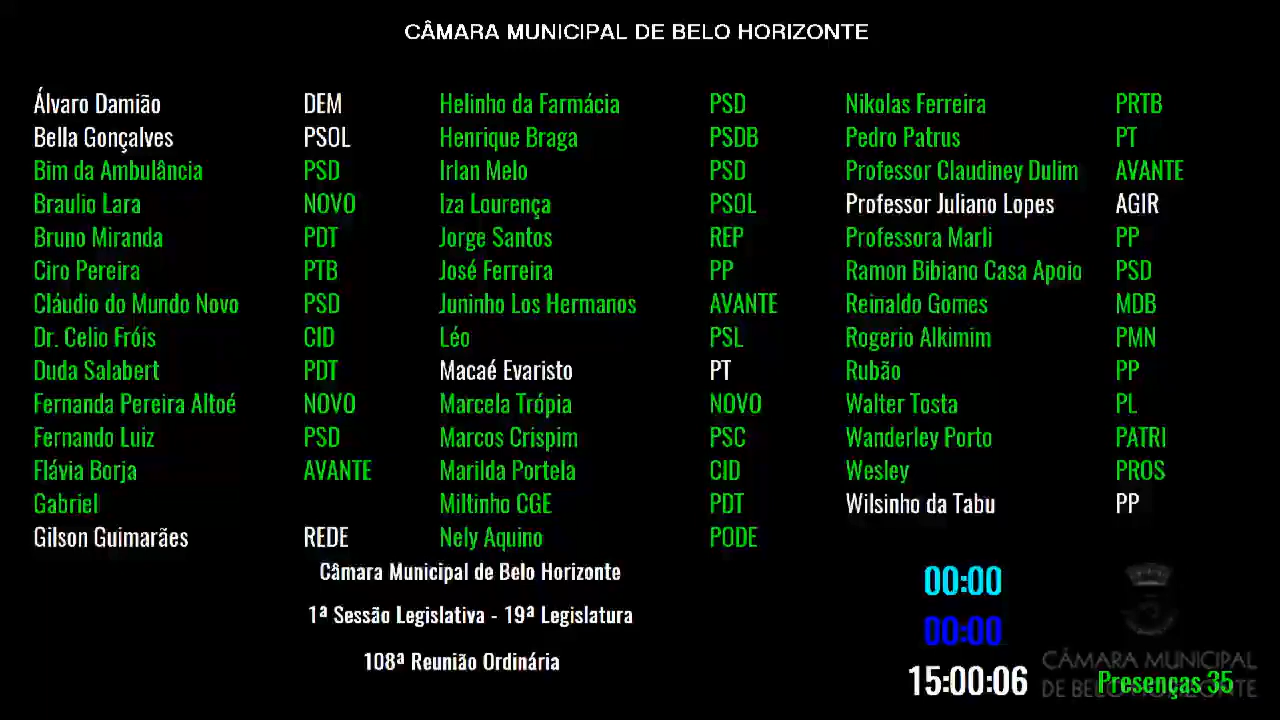 CÂMARA MUNICIPAL DE BELO HORIZONTE
Álvaro Damião DEM Helinho da Farmácia PSD Nikolas Ferreira PRTB
Bella Gonçalves PSOL Henrique Braga PSDB Pedro Patrus PT
Bim da Ambulância PSD Irlan Melo PSD Professor Claudiney Dulim AVANTE
Braulio Lara NOVO Iza Lourença PSOL Professor Juliano Lopes AGIR
Bruno Miranda PDT Jorge Santos REP Professora Marli PP
Ciro Pereira PTB José Ferreira PP Ramon Bibiano Casa Apoio PSD
Cláudio do Mundo Novo PSD Juninho Los Hermanos AVANTE Reinaldo Gomes MDB
Dr. Celio Fróis CID Léo PSL Rogerio Alkimim PMN
Duda Salabert PDT Macaé Evaristo PT Rubão PP
Fernanda Pereira Altoé NOVO Marcela Trópia NOVO Walter Tosta PL
Fernando Luiz PSD Marcos Crispim PSC Wanderley Porto PATRI
Flávia Borja AVANTE Marilda Portela CID Wesley PROS
Gabriel Miltinho CGE PDT Wilsinho da Tabu PP
Gilson Guimarães REDE Nely Aquino PODE
Câmara Municipal de Belo Horizonte
1ª Sessão Legislativa - 19ª Legislatura
108ª Reunião Ordinária
00:00
00:00
15:00:06
CÂMARA MUNICIPAL
DE BELO HORIZONTE
Presenças 35